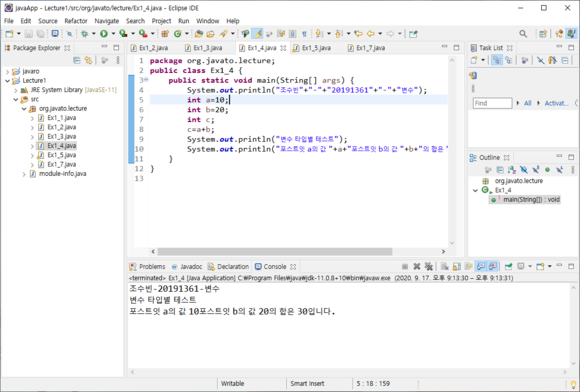 javaApp - Lecture1/src/org/javato/lecture/Ex1_4.java - Eclipse IDE
File Edit Source Refactor Navigate Search Project Run Window Help
Package Explorer
javaro
Lecture1
JRE System Library [JavaSE-11]
src
org.javato.lecture
Ex1_1.java
Ex1_2.java
Ex1_3.java
Ex1_4.java
Ex1_5.java
Ex1_7.java
module-info.java
Ex1_2.java Ex1_3.java Ex1_4.java Ex1_5.java Ex1_7.java
1 package org.javato.lecture;
2 public class Ex1_4 {
3 public static void main(String[] args) {
4 System.out.println("조수빈"+"-"+"20191361"+"-"+"변수");
5 int a=10;
6 int b=20;
7 int c;
8 c=a+b;
9 System.out.println("변수 타입별 테스트");
10 System.out.println("포스트잇 a의 값 "+a+"포스트잇 b의 값 "+b+"의 합은 "
11 }
12 }
13
Task List
Find All Activat...
Outline
org.javato.lecture
Ex1_4
main(String[]) : void
Problems Javadoc Declaration Console
<terminated> Ex1_4 [Java Application] C:\Program Files\java\jdk-11.0.8+10\bin\javaw.exe (2020. 9. 17. 오후 9:13:30 – 오후 9:13:31)
조수빈-20191361-변수
변수 타입별 테스트
포스트잇 a의 값 10포스트잇 b의 값 20의 합은 30입니다.
Writable Smart Insert 5 : 18 : 159